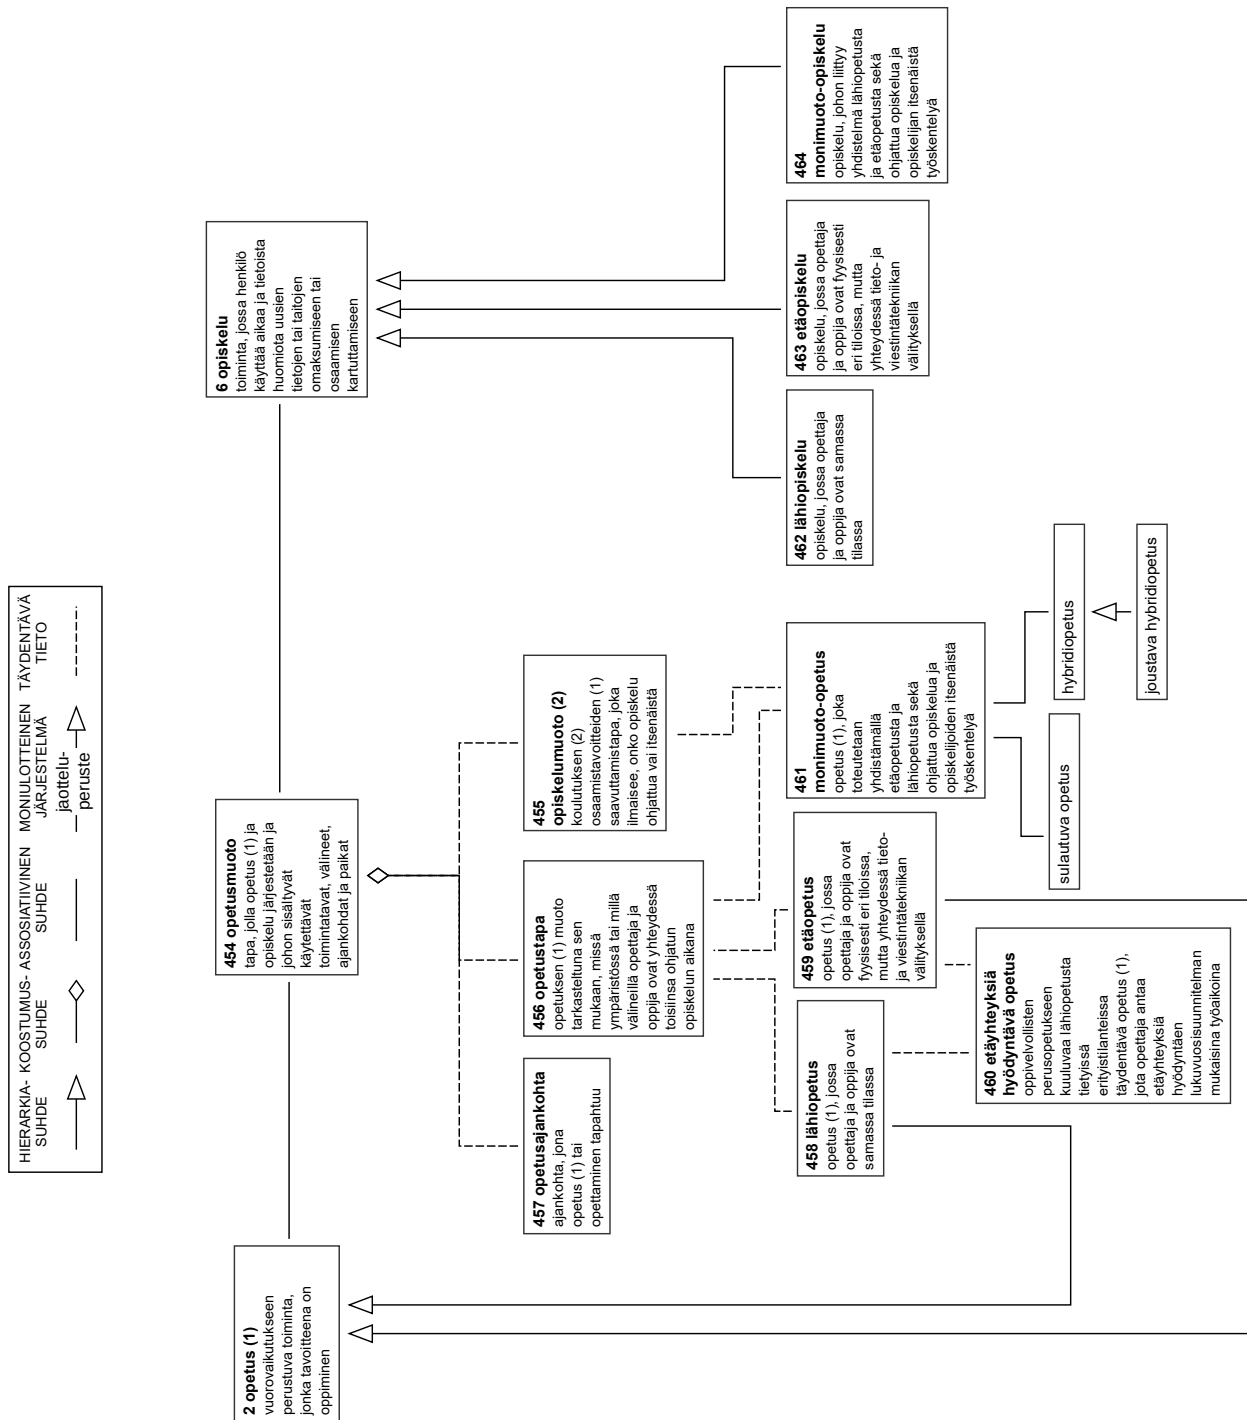 HIERARKIA- KOOSTUMUS- ASSOSIATIIVINEN MONIULOTTEINEN TÄYDENTÄVÄ
SUHDE SUHDE SUHDE JÄRJESTELMÄ TIETO
jaottelu-
peruste
2 opetus (1)
vuorovaikutukseen
perustuva toiminta,
jonka tavoitteena on
oppiminen
454 opetusmuoto
tapa, jolla opetus (1) ja
opiskelu järjestetään ja
johon sisältyvät
käytettävät
toimintatavat, välineet,
ajankohdat ja paikat
6 opiskelu
toiminta, jossa henkilö
käyttää aikaa ja tietoista
huomiota uusien
tietojen tai taitojen
omaksumiseen tai
osaamisen
kartuttamiseen
457 opetusajankohta
ajankohta, jona
opetus (1) tai
opettaminen tapahtuu
456 opetustapa
opetuksen (1) muoto
tarkasteltuna sen
mukaan, missä
ympäristössä tai millä
välineillä opettaja ja
oppija ovat yhteydessä
toisiinsa ohjatun
opiskelun aikana
455
opiskelumuoto (2)
koulutuksen (2)
osaamistavoitteiden (1)
saavuttamistapa, joka
ilmaisee, onko opiskelu
ohjattua vai itsenäistä
458 lähiopetus
opetus (1), jossa
opettaja ja oppija ovat
samassa tilassa
459 etäopetus
opetus (1), jossa
opettaja ja oppija ovat
fyysisesti eri tiloissa,
mutta yhteydessä tieto-
ja viestintätekniikan
välityksellä
461
monimuoto-opetus
opetus (1), joka
toteutetaan
yhdistämällä
etäopetusta ja
lähiopetusta sekä
ohjattua opiskelua ja
opiskelijoiden itsenäistä
työskentelyä
462 lähiopiskelu
opiskelu, jossa opettaja
ja oppija ovat samassa
tilassa
463 etäopiskelu
opiskelu, jossa opettaja
ja oppija ovat fyysisesti
eri tiloissa, mutta
yhteydessä tieto- ja
viestintätekniikan
välityksellä
464
monimuoto-opiskelu
opiskelu, johon liittyy
yhdistelmä lähiopetusta
ja etäopetusta sekä
ohjattua opiskelua ja
opiskelijan itsenäistä
työskentelyä
460 etäyhteyksiä
hyödyntävä opetus
oppivelvollisten
perusopetukseen
kuuluvaa lähiopetusta
tietyissä
erityistilanteissa
täydentävä opetus (1),
jota opettaja antaa
etäyhteyksiä
hyödyntäen
lukuvuosisuunnitelman
mukaisina työaikoina
sulautuva opetus
hybridiopetus
joustava hybridiopetus